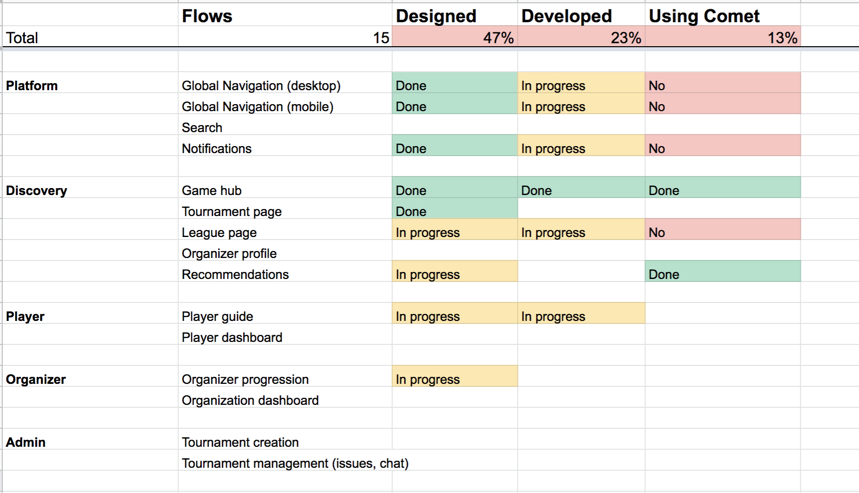 Flows Designed Developed Using Comet
Total 15 47% 23% 13%
Platform Global Navigation (desktop) Done In progress No
Global Navigation (mobile) Done In progress No
Search
Notifications Done In progress No
Discovery Game hub Done Done Done
Tournament page Done
League page In progress In progress No
Organizer profile
Recommendations In progress Done
Player Player guide In progress In progress
Player dashboard
Organizer Organizer progression In progress
Organization dashboard
Admin Tournament creation
Tournament management (issues, chat)